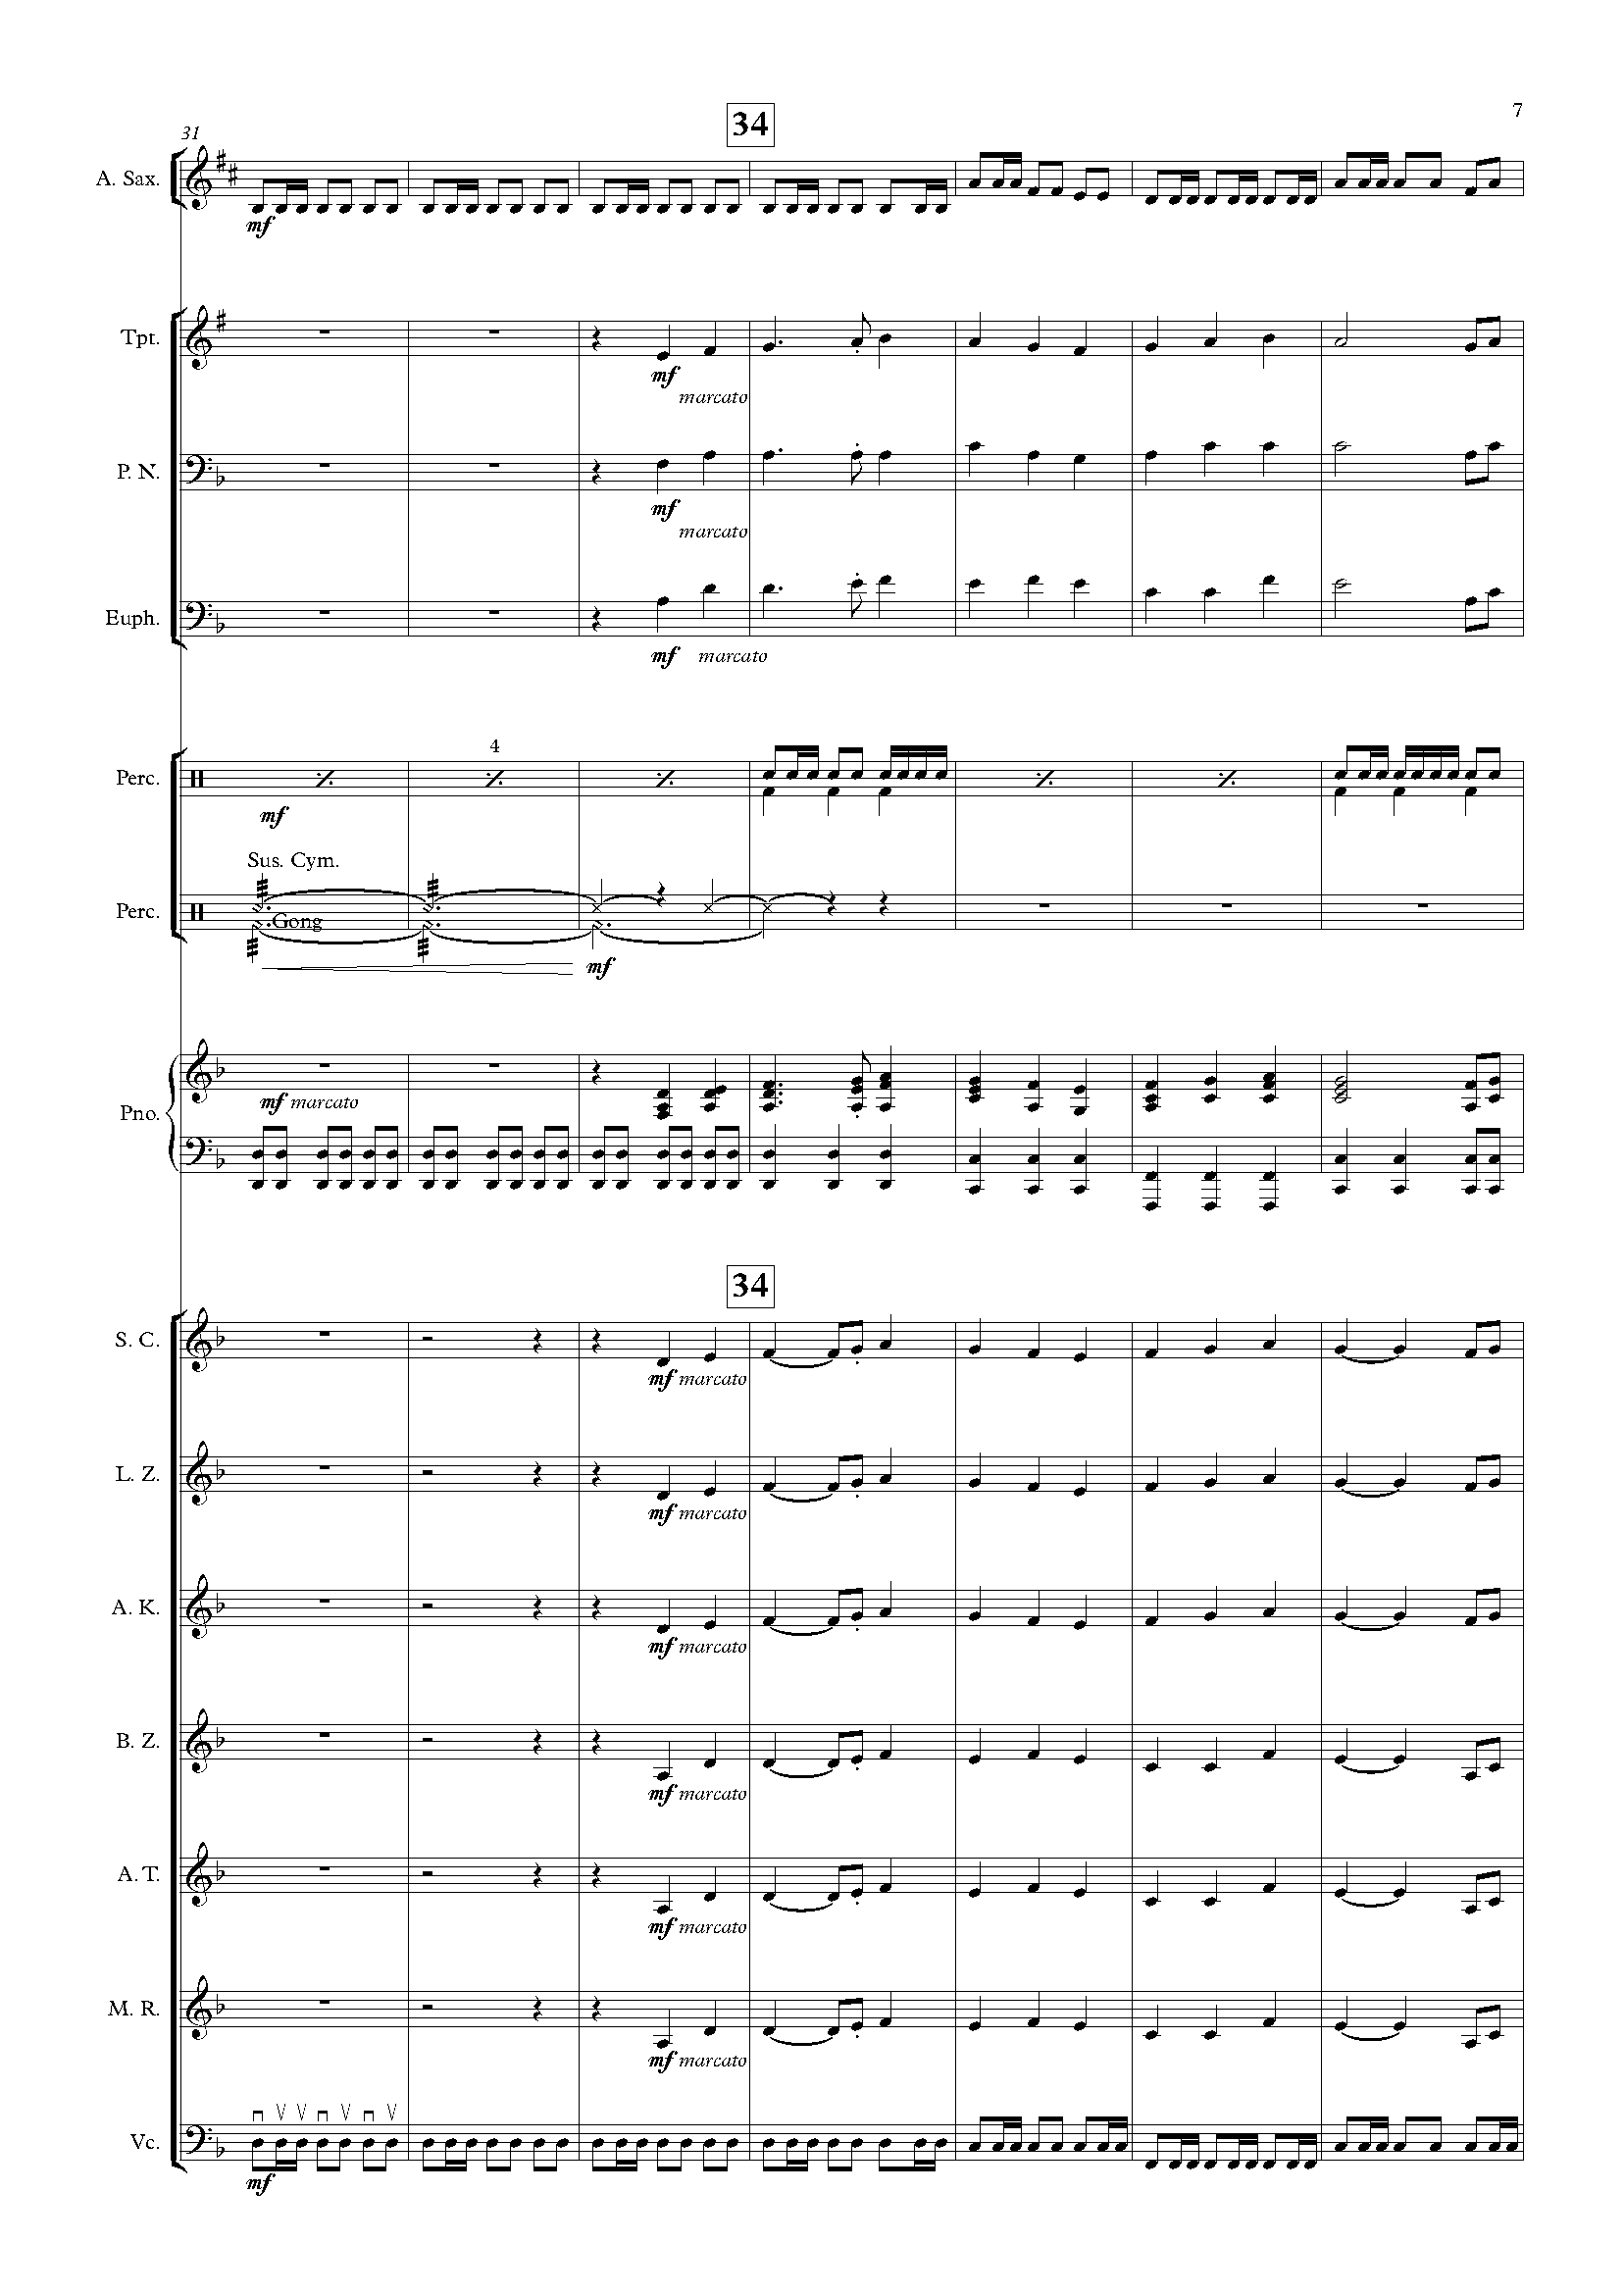 7
34
31
A. Sax.
mf
Tpt.
mf
marcato
P. N.
mf
marcato
Euph.
mf marcato
4
Perc.
mf
Sus. Cym.
Perc.
Gong
mf
mf marcato
Pno.
34
S. C.
mf marcato
L. Z.
mf marcato
A. K.
mf marcato
B. Z.
mf marcato
A. T.
mf marcato
M. R.
mf marcato
Vc.
mf